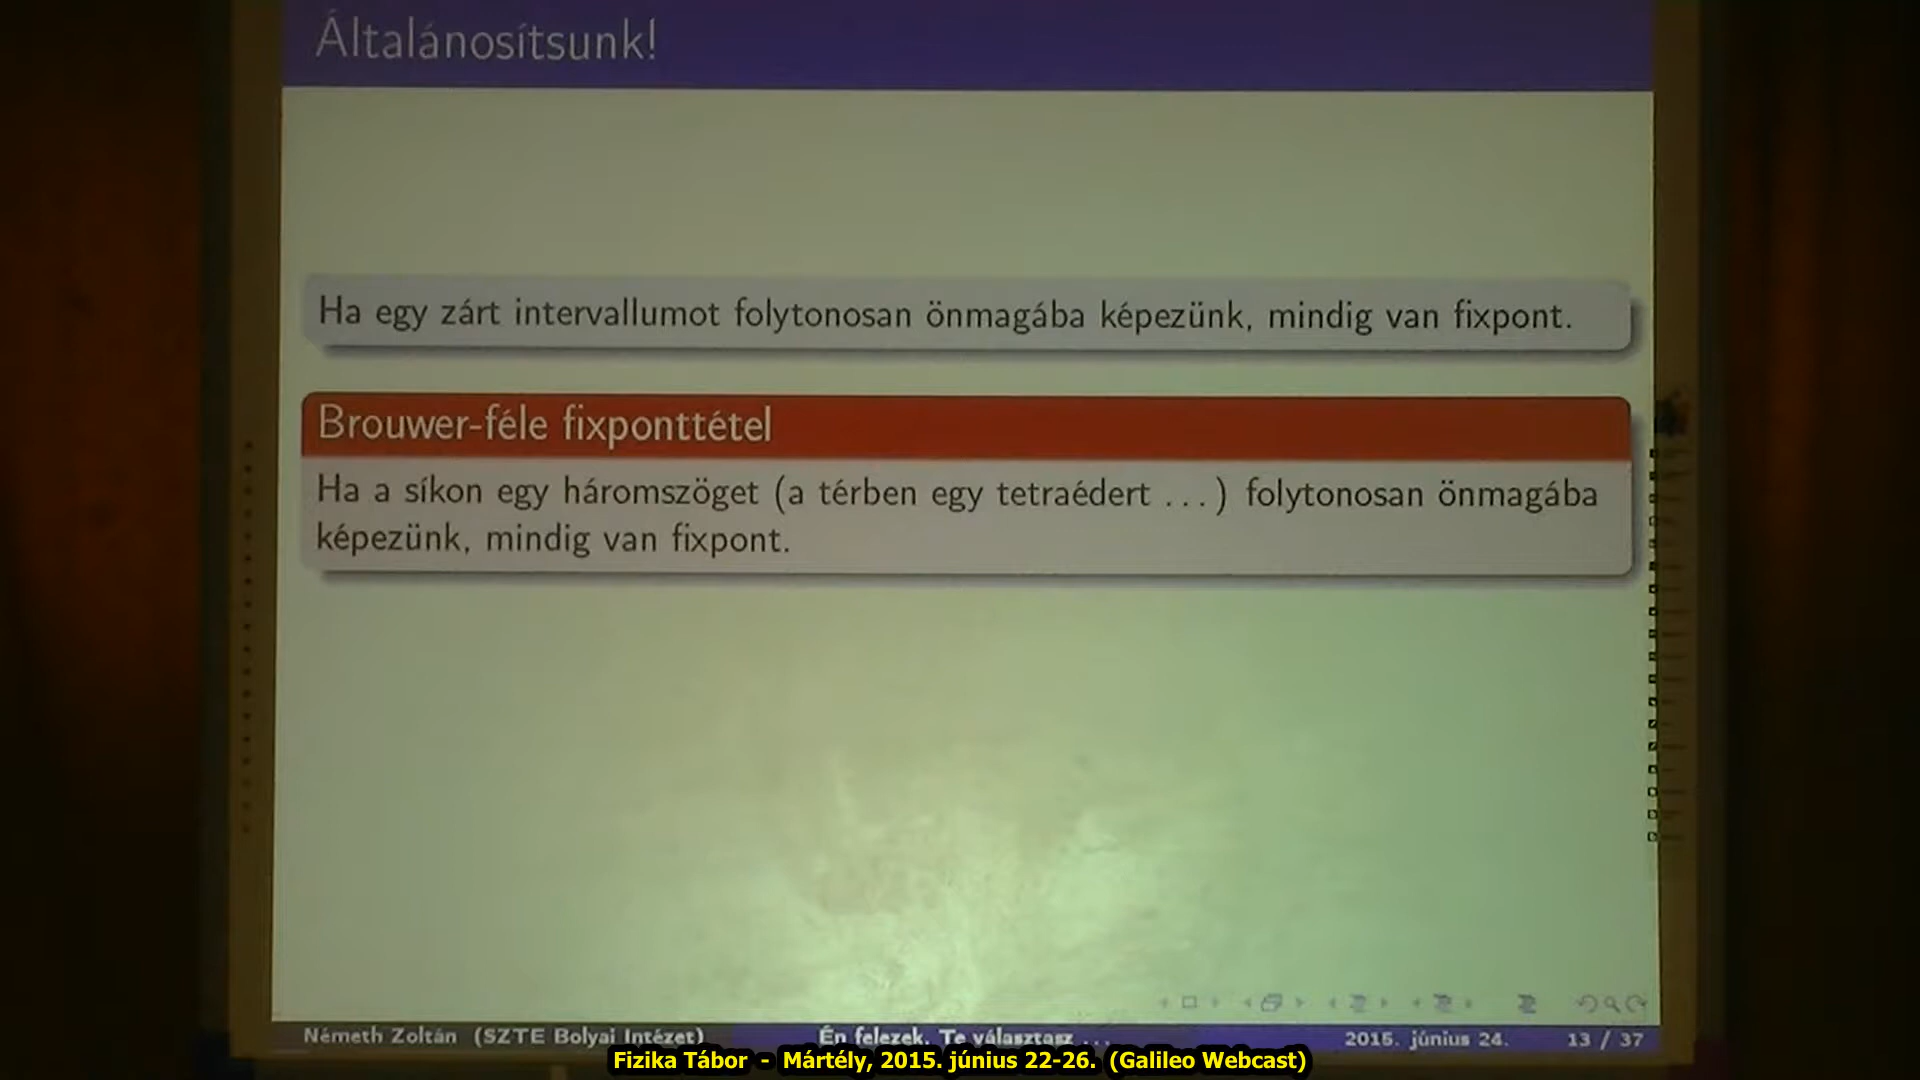 Általánosítsunk!
Ha egy zárt intervallumot folytonosan önmagába képezünk, mindig van fixpont.
Brouwer-féle fixponttétel
Ha a síkon egy háromszöget (a térben egy tetraédert ...) folytonosan önmagába
képezünk, mindig van fixpont.
Németh Zoltán (SZTE Bolyai Intézet) Én felezek, Te választasz ... 2015. június 24. 13 / 37
Fizika Tábor - Mártély, 2015. június 22-26. (Galileo Webcast)